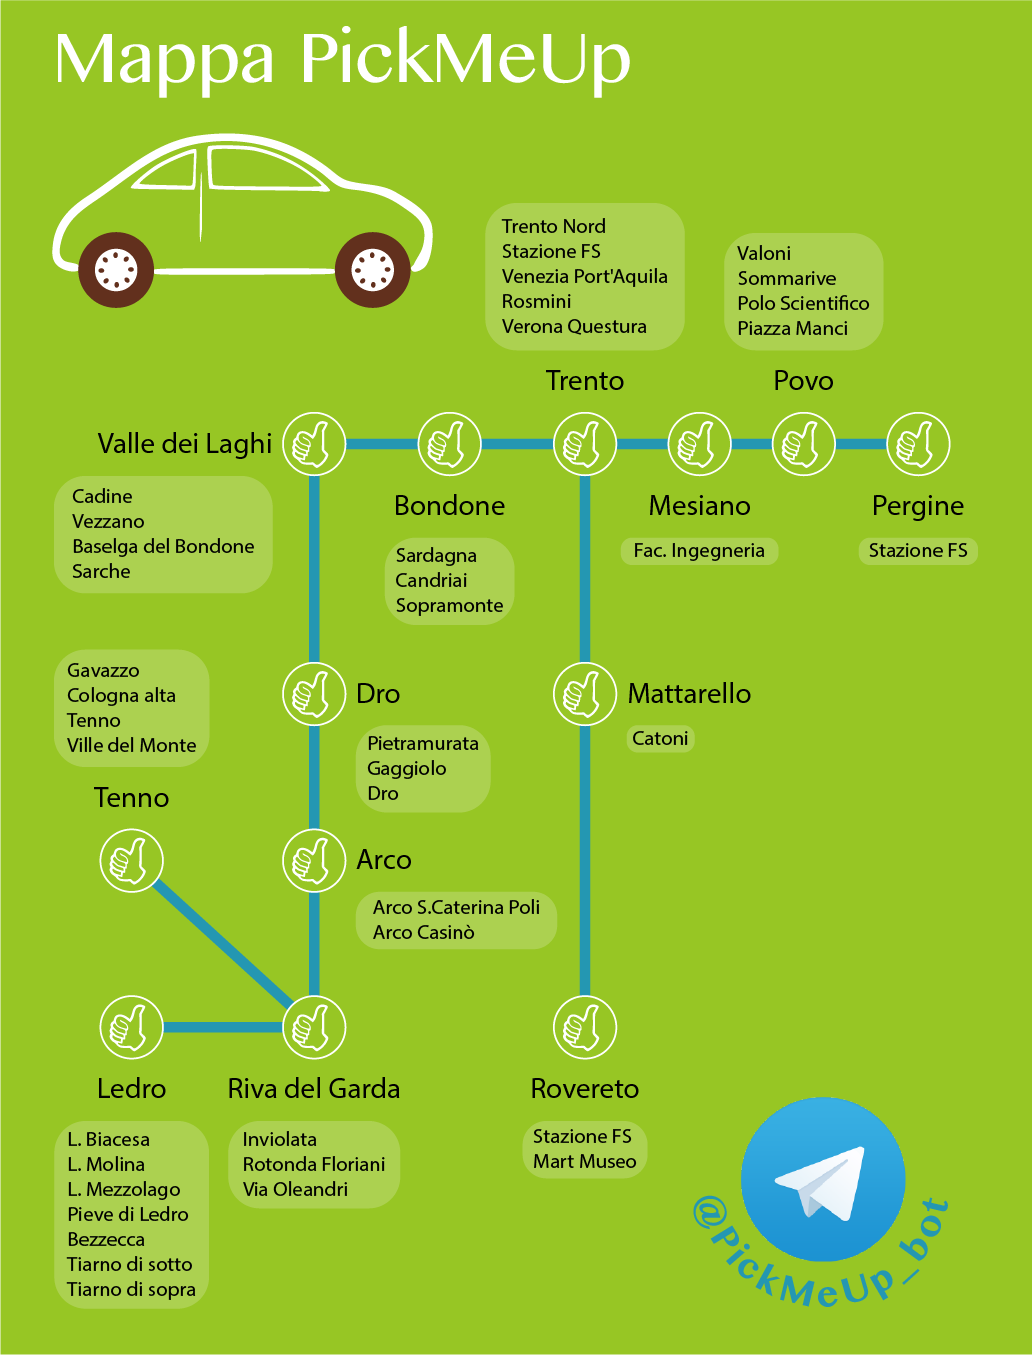 Mappa PickMeUp
Trento Nord
Stazione FS
Venezia Port'Aquila
Rosmini
Verona Questura
Valoni
Sommarive
Polo Scientifico
Piazza Manci
Trento
Povo
Valle dei Laghi
Cadine
Vezzano
Baselga del Bondone
Sarche
Bondone
Sardagna
Candriai
Sopramonte
Mesiano
Fac. Ingegneria
Pergine
Stazione FS
Gavazzo
Cologna alta
Tenno
Ville del Monte
Tenno
Dro
Pietramurata
Gaggiolo
Dro
Mattarello
Catoni
Arco
Arco S.Caterina Poli
Arco Casinò
Ledro
L. Biacesa
L. Molina
L. Mezzolago
Pieve di Ledro
Bezzecca
Tiarno di sotto
Tiarno di sopra
Riva del Garda
Inviolata
Rotonda Floriani
Via Oleandri
Rovereto
Stazione FS
Mart Museo
@PickMeUp_bot